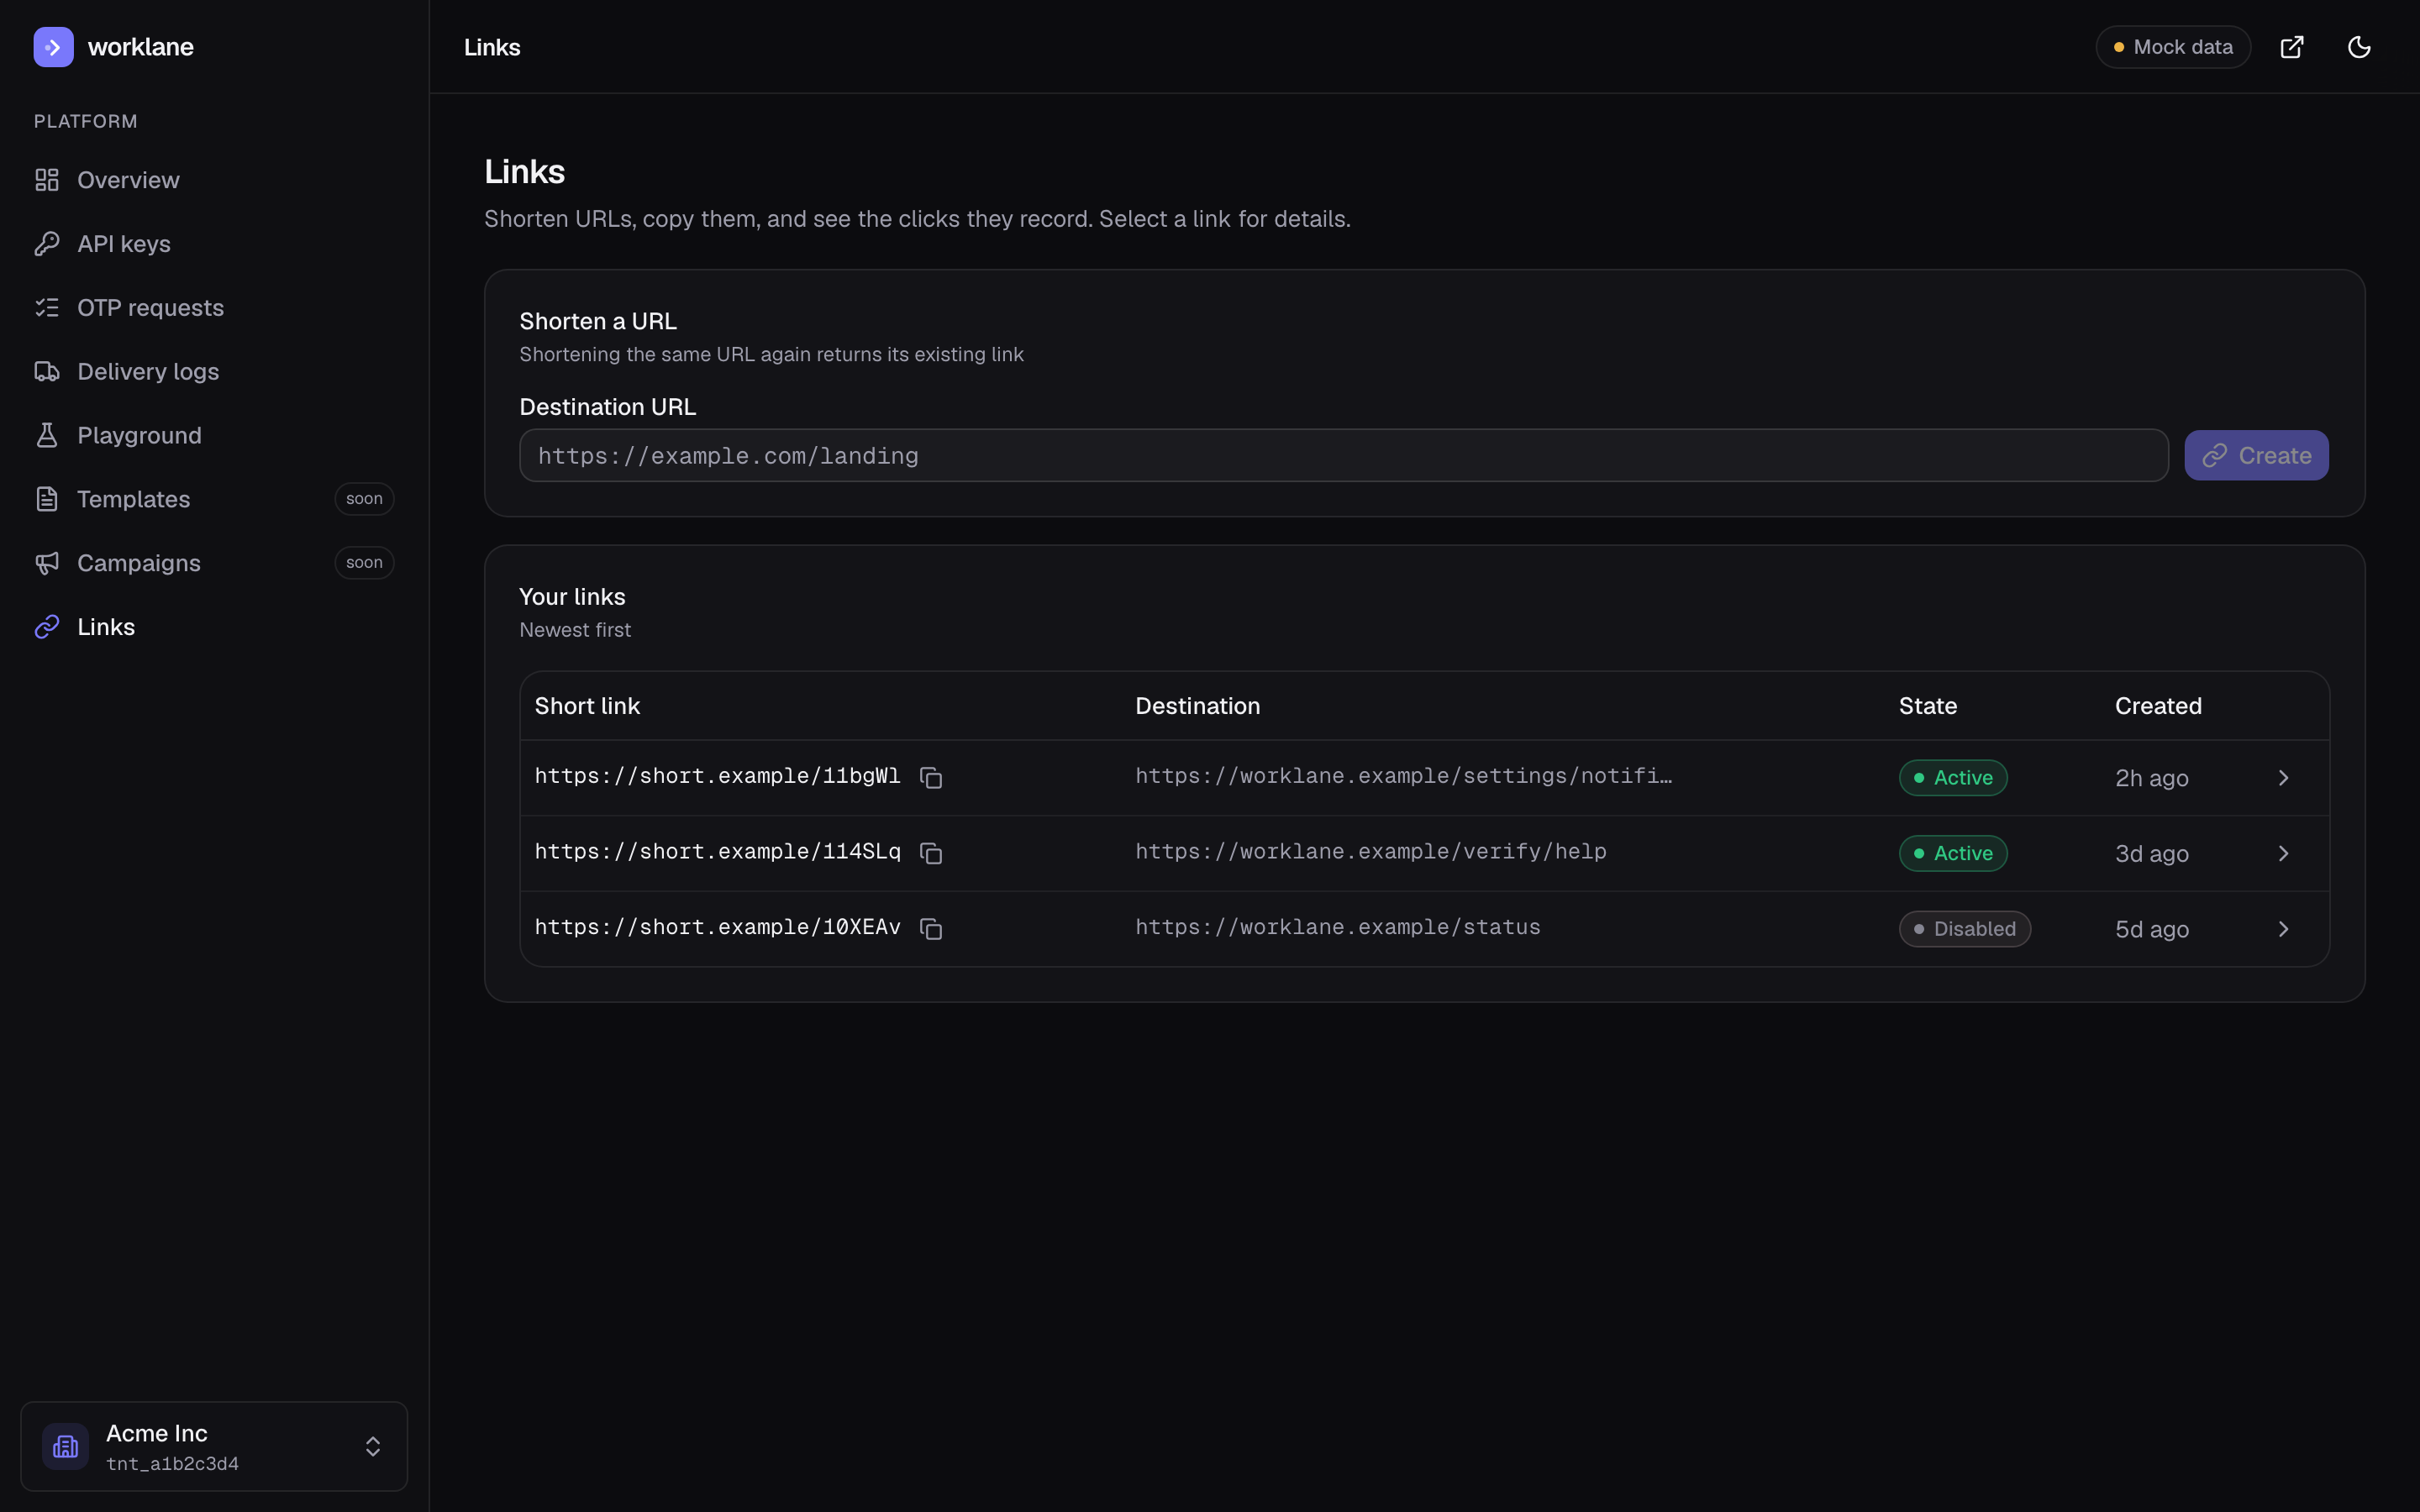 worklane
Links
Mock data
PLATFORM
Overview
API keys
OTP requests
Delivery logs
Playground
Templates soon
Campaigns soon
Links
Links
Shorten URLs, copy them, and see the clicks they record. Select a link for details.
Shorten a URL
Shortening the same URL again returns its existing link
Destination URL
https://example.com/landing
Create
Your links
Newest first
Short link Destination State Created
https://short.example/11bgWl https://worklane.example/settings/notifi… Active 2h ago
https://short.example/114SLq https://worklane.example/verify/help Active 3d ago
https://short.example/10XEAv https://worklane.example/status Disabled 5d ago
Acme Inc
tnt_a1b2c3d4